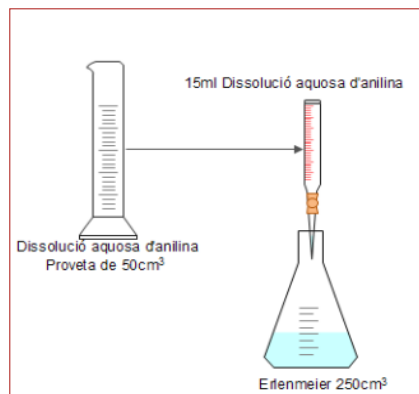 15ml Dissolució aquosa d'anilina
Dissolució aquosa d'anilina
Proveta de 50cm³
Erlenmeier 250cm³